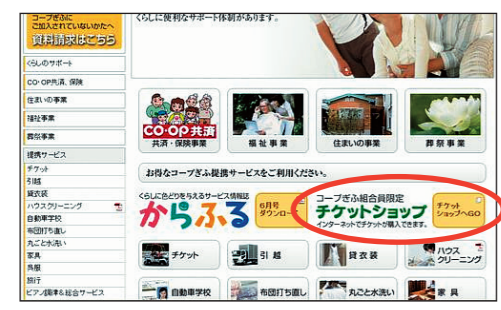 コープぎふに
ご加入されていないかたへ
資料請求はこちら
くらしに便利なサポート体制があります。
くらしのサポート
CO·OP共済、保険
住まいの事業
福祉事業
葬祭事業
提携サービス
チケット
引越
貸衣装
ハウスクリーニング
自動車学校
布団打ち直し
丸ごと水洗い
家具
呉服
旅行
ピアノ調律&総合サービス
CO·OP共済
共済・保険事業
福祉事業
住まいの事業
葬祭事業
お得なコープぎふ提携サービスをご利用ください。
くらしに色どりを与えるサービス情報誌
からふる
6月号
ダウンロード
コープぎふ組合員限定
チケットショップ
インターネットでチケットが購入できます。
チケット
ショップへGO
チケット
引越
貸衣装
ハウス
クリーニング
自動車学校
布団打ち直し
丸ごと水洗い
家具